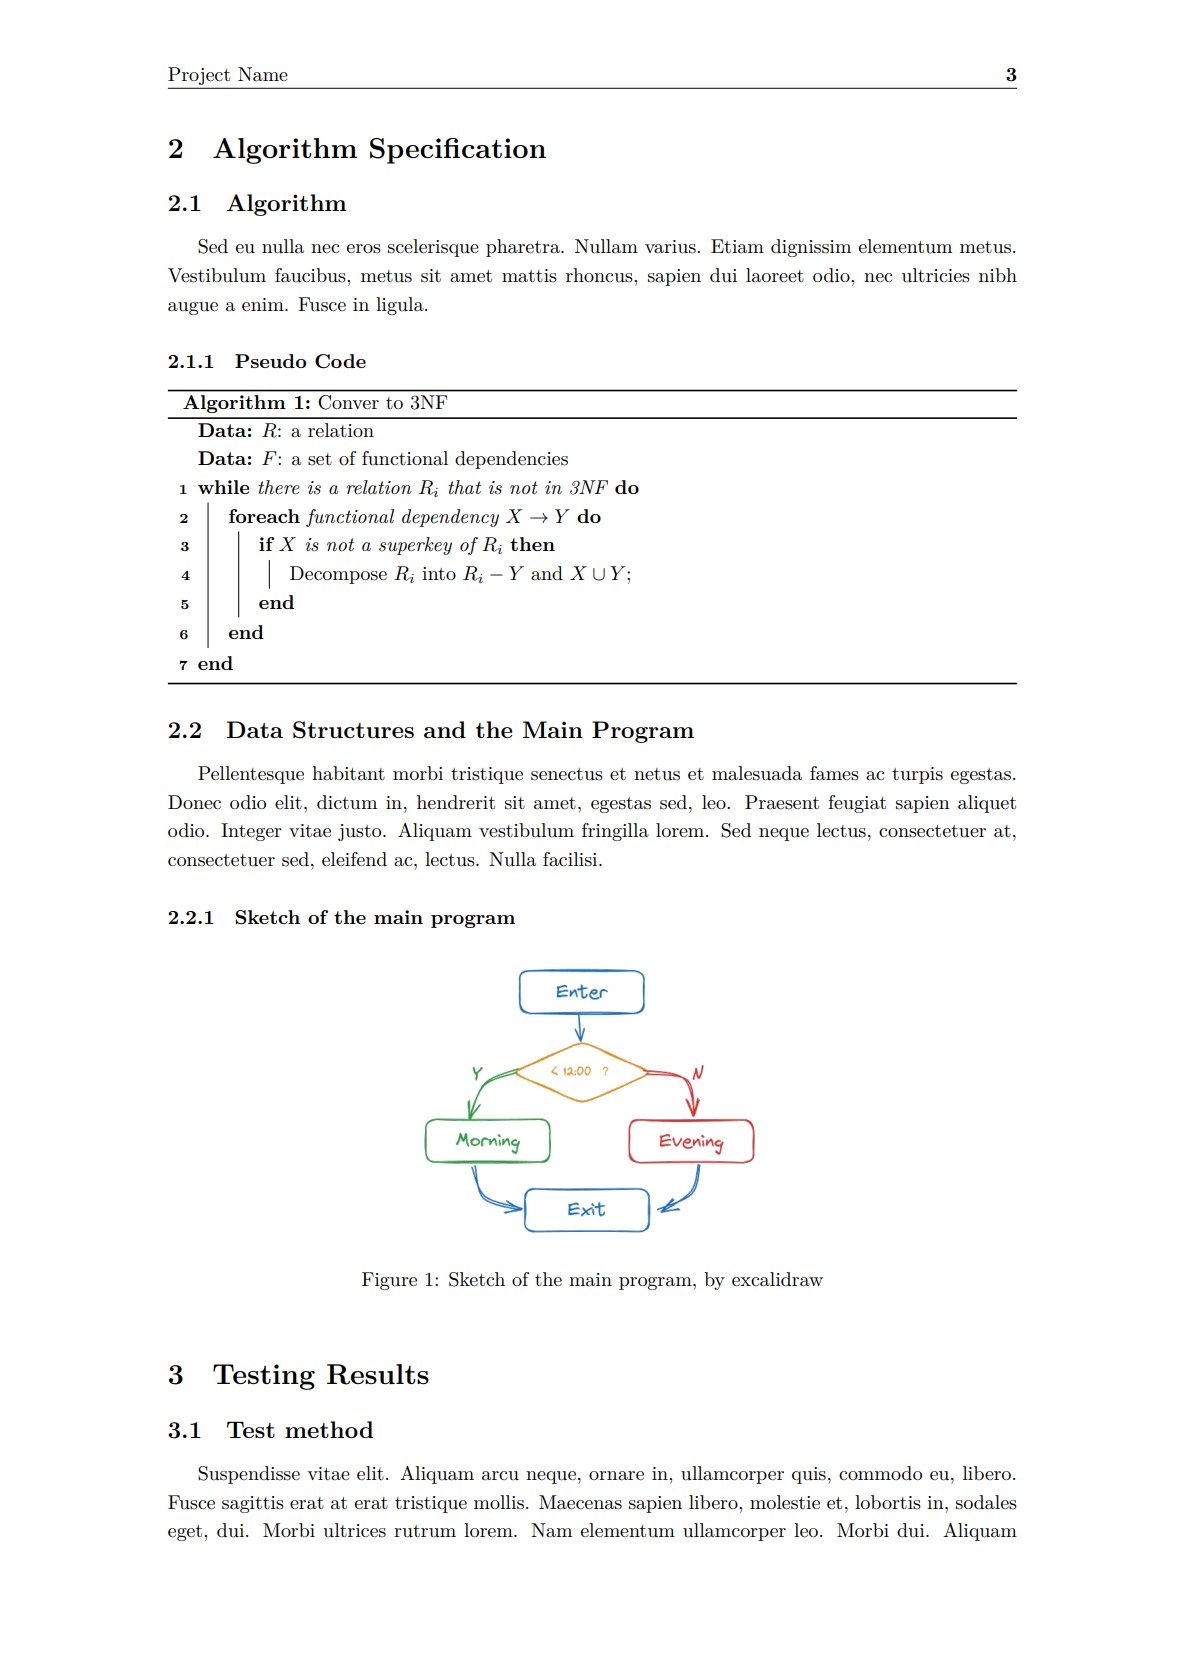 Project Name 3
2 Algorithm Specification
2.1 Algorithm
Sed eu nulla nec eros scelerisque pharetra. Nullam varius. Etiam dignissim elementum metus.
Vestibulum faucibus, metus sit amet mattis rhoncus, sapien dui laoreet odio, nec ultricies nibh
augue a enim. Fusce in ligula.
2.1.1 Pseudo Code
Algorithm 1: Conver to 3NF
Data: R: a relation
Data: F: a set of functional dependencies
1 while there is a relation Rᵢ that is not in 3NF do
2 foreach functional dependency X → Y do
3 if X is not a superkey of Rᵢ then
4 Decompose Rᵢ into Rᵢ − Y and X ∪ Y;
5 end
6 end
7 end
2.2 Data Structures and the Main Program
Pellentesque habitant morbi tristique senectus et netus et malesuada fames ac turpis egestas.
Donec odio elit, dictum in, hendrerit sit amet, egestas sed, leo. Praesent feugiat sapien aliquet
odio. Integer vitae justo. Aliquam vestibulum fringilla lorem. Sed neque lectus, consectetuer at,
consectetuer sed, eleifend ac, lectus. Nulla facilisi.
2.2.1 Sketch of the main program
Enter
Y < 12:00 ? N
Morning Evening
Exit
Figure 1: Sketch of the main program, by excalidraw
3 Testing Results
3.1 Test method
Suspendisse vitae elit. Aliquam arcu neque, ornare in, ullamcorper quis, commodo eu, libero.
Fusce sagittis erat at erat tristique mollis. Maecenas sapien libero, molestie et, lobortis in, sodales
eget, dui. Morbi ultrices rutrum lorem. Nam elementum ullamcorper leo. Morbi dui. Aliquam